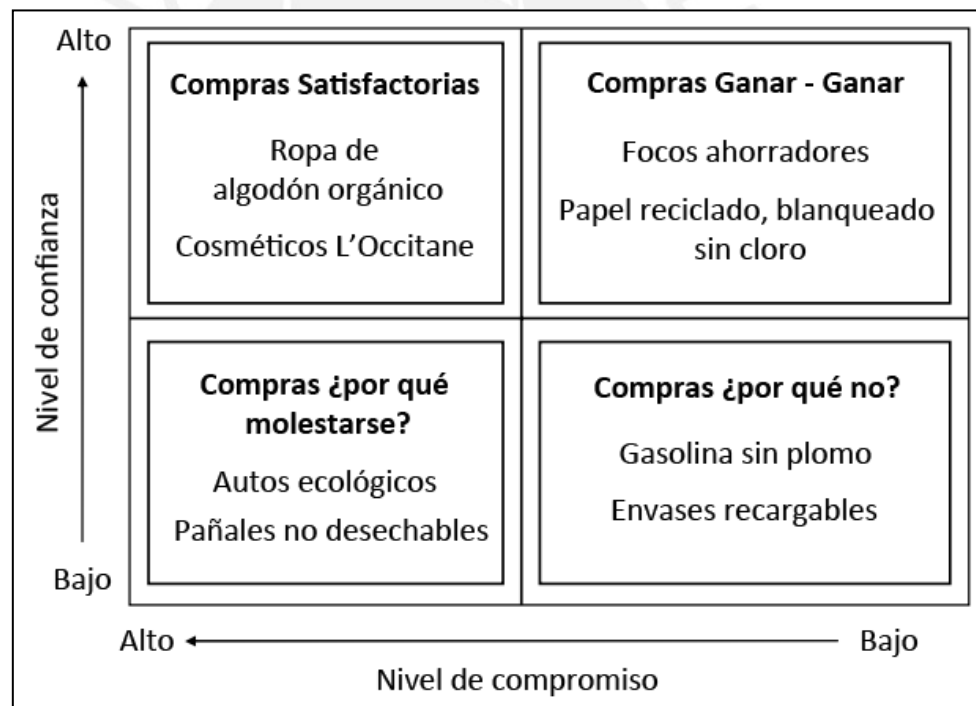 Alto
Nivel de confianza
Bajo
Compras Satisfactorias
Ropa de
algodón orgánico
Cosméticos L’Occitane
Compras Ganar - Ganar
Focos ahorradores
Papel reciclado, blanqueado
sin cloro
Compras ¿por qué
molestarse?
Autos ecológicos
Pañales no desechables
Compras ¿por qué no?
Gasolina sin plomo
Envases recargables
Alto
Bajo
Nivel de compromiso